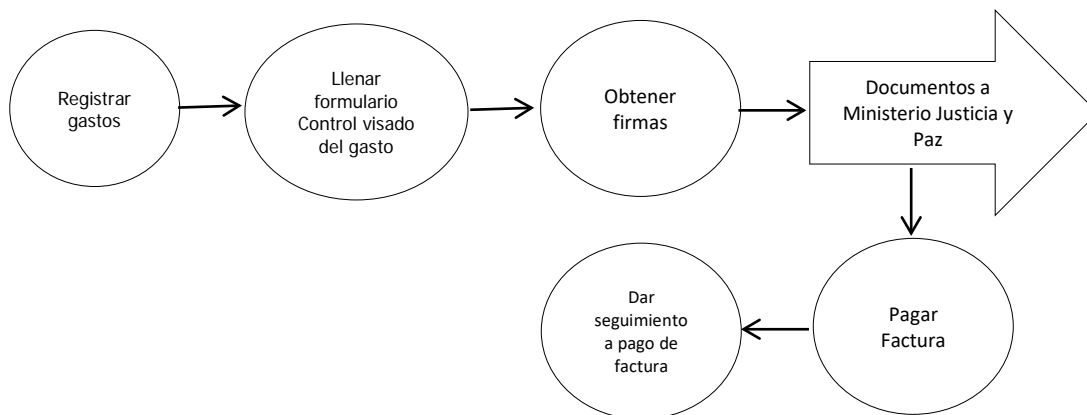 Registrar
gastos
Llenar
formulario
Control visado
del gasto
Obtener
firmas
Documentos a
Ministerio Justicia y
Paz
Pagar
Factura
Dar
seguimiento
a pago de
factura